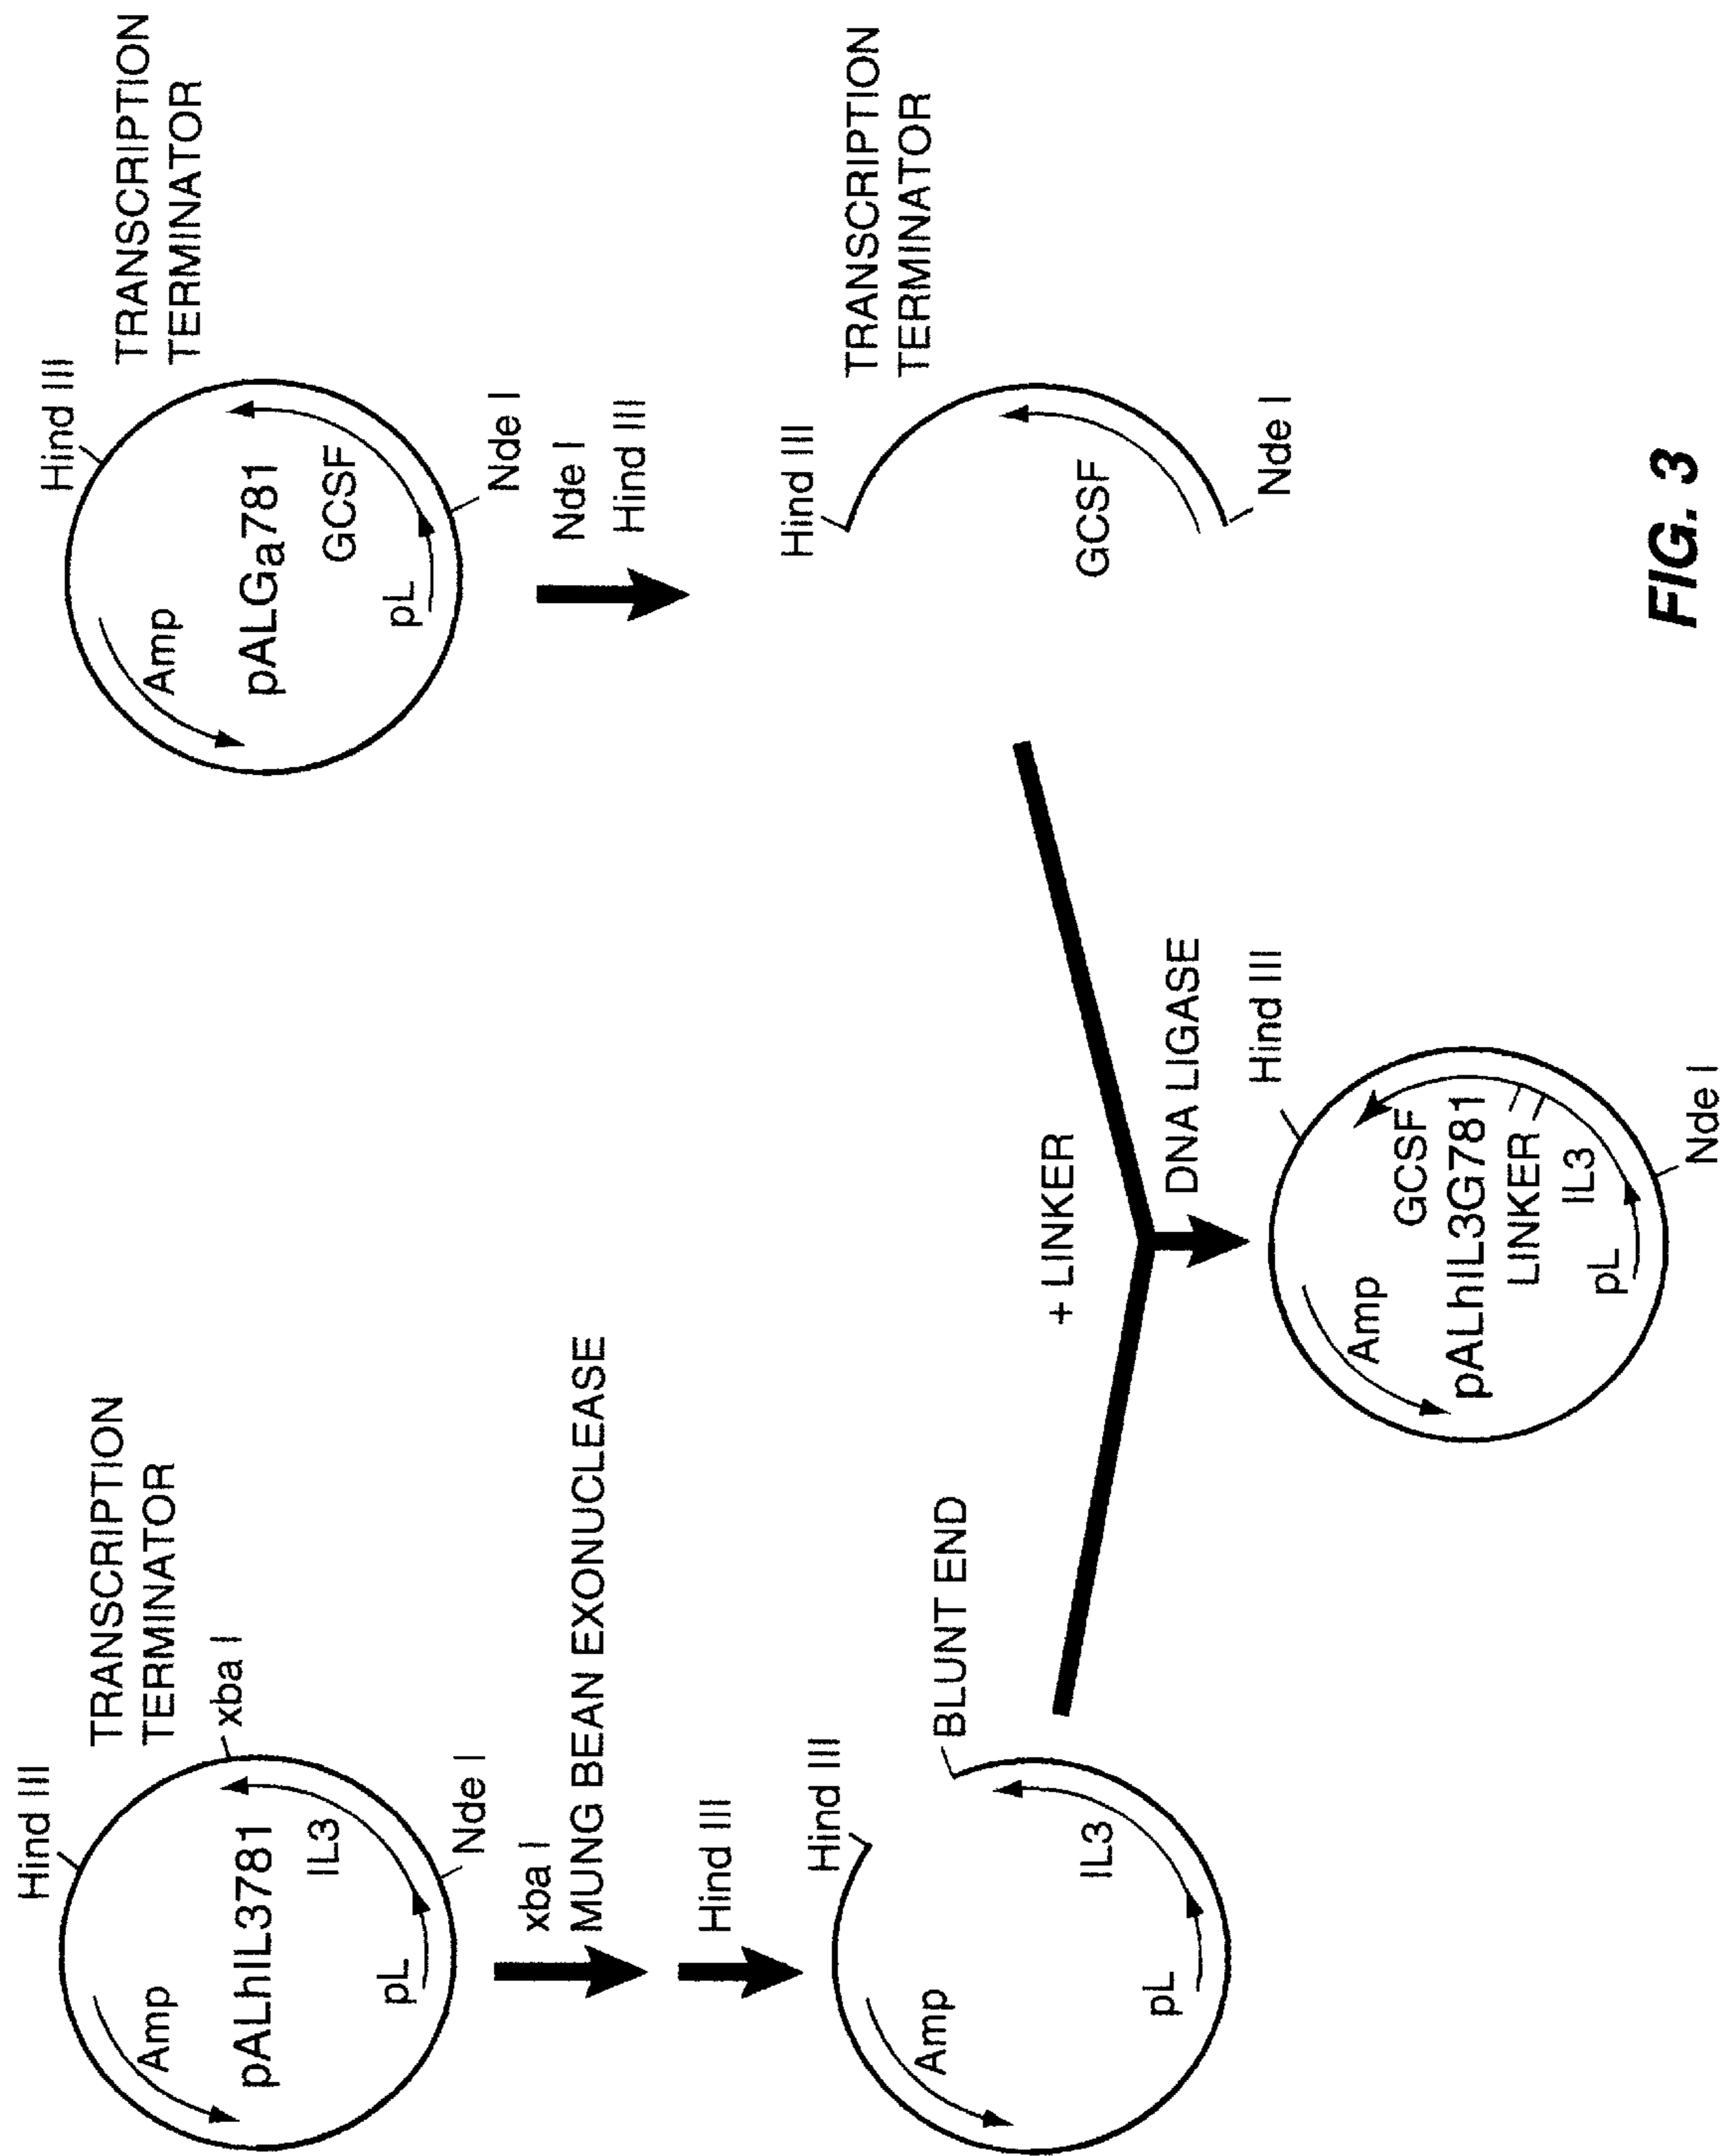 Hind III
TRANSCRIPTION
TERMINATOR
xba I
Amp
pALhIL3781
IL3
pL
Nde I
xba I
MUNG BEAN EXONUCLEASE
Hind III
Hind III
BLUNT END
Amp
IL3
pL
Hind III
TRANSCRIPTION
TERMINATOR
Amp
pALGa781
GCSF
pL
Nde I
Nde I
Hind III
Hind III
TRANSCRIPTION
TERMINATOR
GCSF
Nde I
+ LINKER
DNA LIGASE
Hind III
Amp
GCSF
pALhIL3G781
LINKER
IL3
pL
Nde I
FIG. 3